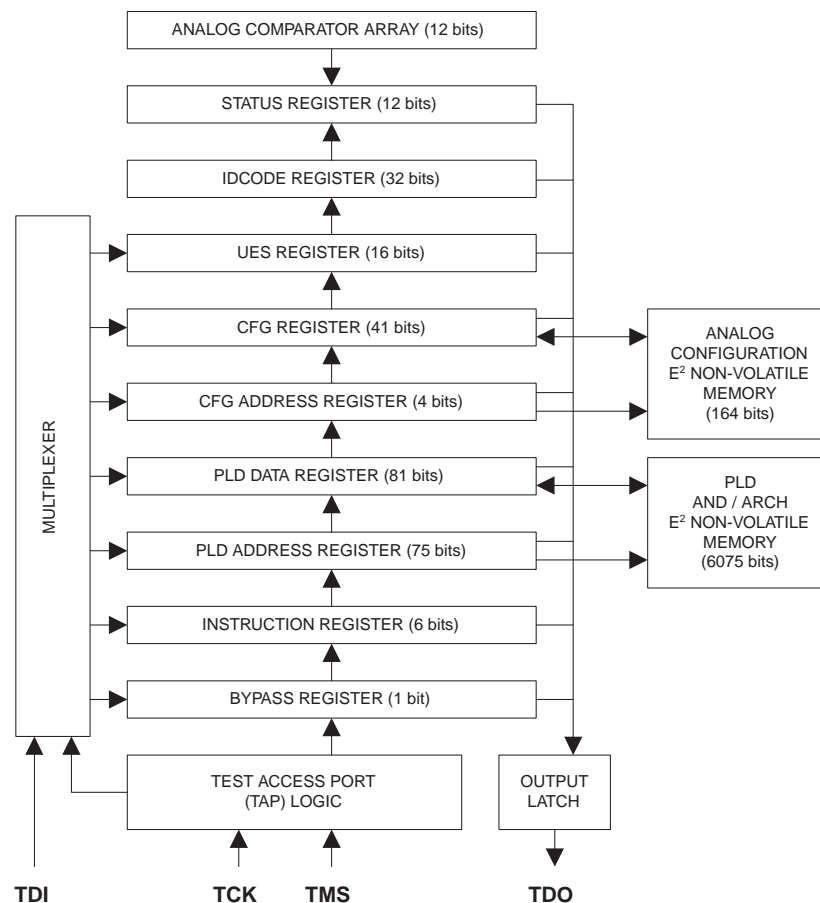 ANALOG COMPARATOR ARRAY (12 bits)
STATUS REGISTER (12 bits)
IDCODE REGISTER (32 bits)
MULTIPLEXER
UES REGISTER (16 bits)
CFG REGISTER (41 bits)
CFG ADDRESS REGISTER (4 bits)
PLD DATA REGISTER (81 bits)
PLD ADDRESS REGISTER (75 bits)
INSTRUCTION REGISTER (6 bits)
BYPASS REGISTER (1 bit)
ANALOG
CONFIGURATION
E² NON-VOLATILE
MEMORY
(164 bits)
PLD
AND / ARCH
E² NON-VOLATILE
MEMORY
(6075 bits)
TEST ACCESS PORT
(TAP) LOGIC
OUTPUT
LATCH
TDI
TCK
TMS
TDO